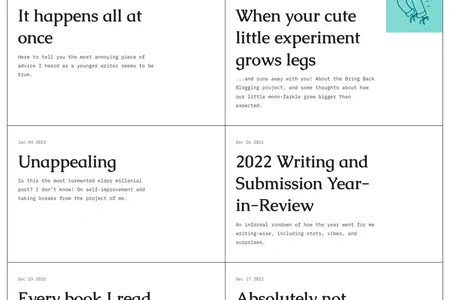 It happens all at
once
Here to tell you the most annoying piece of
advice I heard as a younger writer seems to be
true.
When your cute
little experiment
grows legs
...and runs away with you! About the Bring Back
Blogging project, and some thoughts about how
our little moon-farkle grew bigger than
expected.
Jan 04 2023
Unappealing
Is this the most tormented elder millenial
post? I don't know! On self-improvement and
taking breaks from the project of me.
Dec 26 2022
2022 Writing and
Submission Year-
in-Review
An informal rundown of how the year went for me
writing-wise, including stats, vibes, and
surprises.
Dec 23 2022
Every book I read
Dec 17 2022
Absolutely not